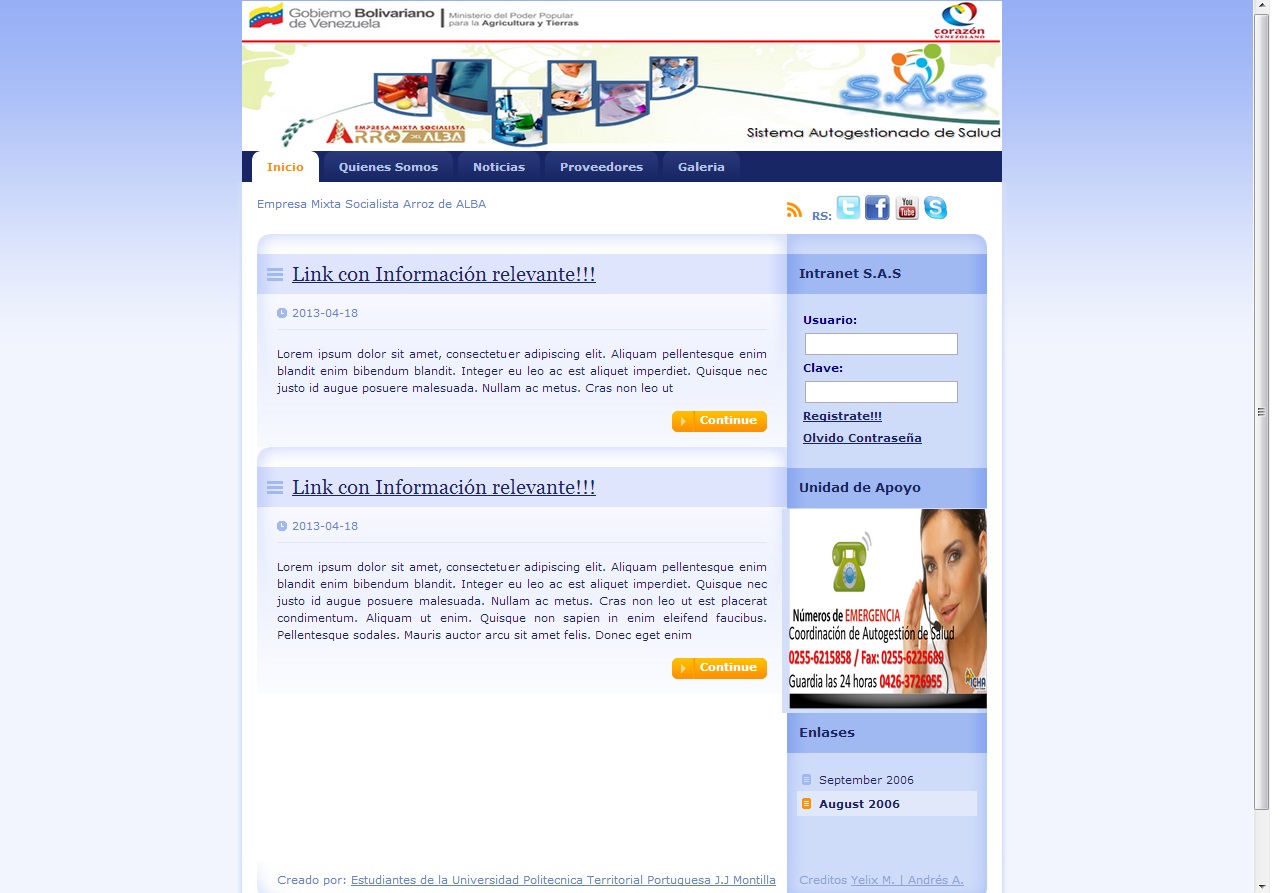 Gobierno Bolivariano
de Venezuela
Ministerio del Poder Popular
para la Agricultura y Tierras
corazón
VENEZOLANO
S.A.S
EMPRESA MIXTA SOCIALISTA
ARROZ DEL ALBA
Sistema Autogestionado de Salud
Inicio Quienes Somos Noticias Proveedores Galeria
Empresa Mixta Socialista Arroz de ALBA
RS:
You
Tube
Link con Información relevante!!!
2013-04-18
Lorem ipsum dolor sit amet, consectetuer adipiscing elit. Aliquam pellentesque enim
blandit enim bibendum blandit. Integer eu leo ac est aliquet imperdiet. Quisque nec
justo id augue posuere malesuada. Nullam ac metus. Cras non leo ut
Continue
Link con Información relevante!!!
2013-04-18
Lorem ipsum dolor sit amet, consectetuer adipiscing elit. Aliquam pellentesque enim
blandit enim bibendum blandit. Integer eu leo ac est aliquet imperdiet. Quisque nec
justo id augue posuere malesuada. Nullam ac metus. Cras non leo ut est placerat
condimentum. Aliquam ut enim. Quisque non sapien in enim eleifend faucibus.
Pellentesque sodales. Mauris auctor arcu sit amet felis. Donec eget enim
Continue
Intranet S.A.S
Usuario:
Clave:
Registrate!!!
Olvido Contraseña
Unidad de Apoyo
Números de EMERGENCIA
Coordinación de Autogestión de Salud
0255-6215858 / Fax: 0255-6225689
Guardia las 24 horas 0426-3726955
Enlases
September 2006
August 2006
Creado por: Estudiantes de la Universidad Politecnica Territorial Portuguesa J.J Montilla
Creditos Yelix M. | Andrés A.